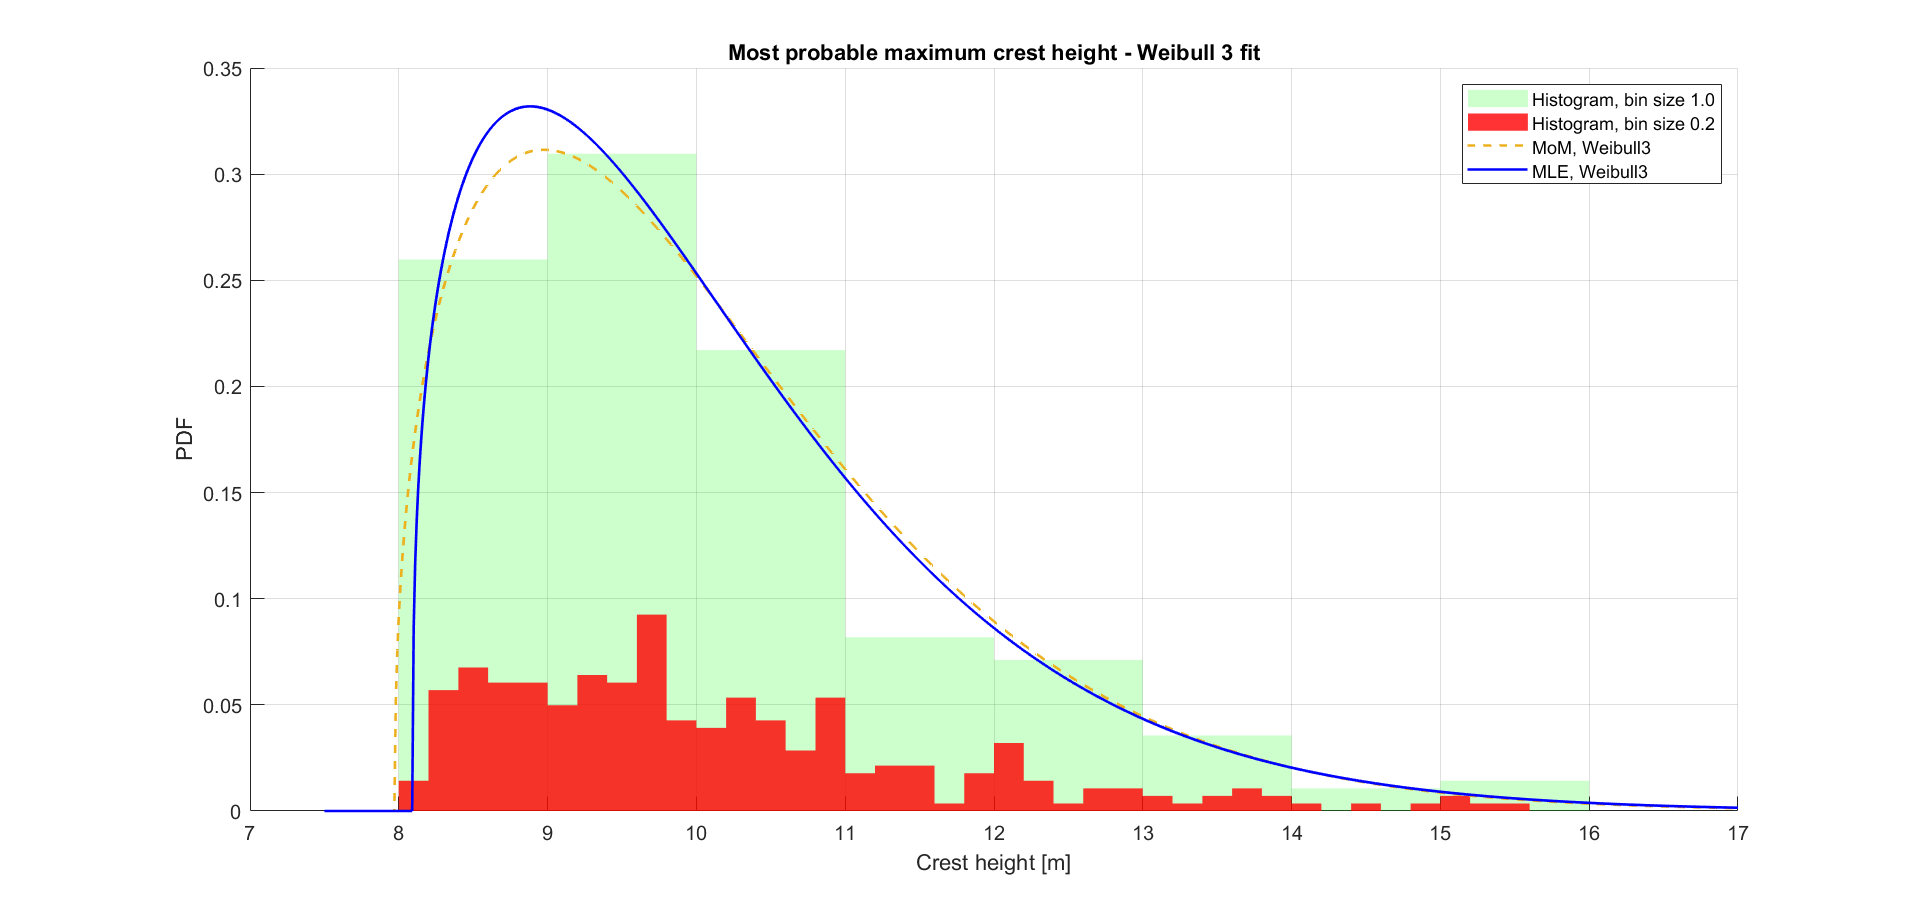 Most probable maximum crest height - Weibull 3 fit
0.35
0.3
0.25
0.2
0.15
0.1
0.05
0
PDF
Histogram, bin size 1.0
Histogram, bin size 0.2
MoM, Weibull3
MLE, Weibull3
7 8 9 10 11 12 13 14 15 16 17
Crest height [m]